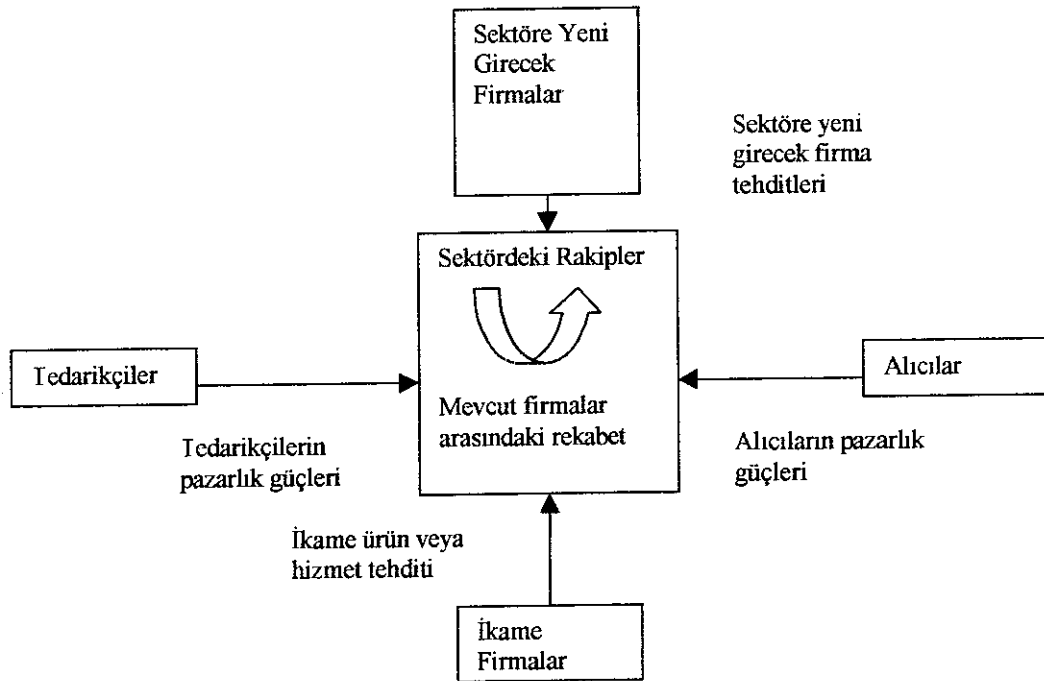 Sektöre Yeni
Girecek
Firmalar
Sektöre yeni
girecek firma
tehditleri
Sektördeki Rakipler
Tedarikçiler
Alıcılar
Mevcut firmalar
arasındaki rekabet
Tedarikçilerin
pazarlık güçleri
Alıcıların pazarlık
güçleri
İkame ürün veya
hizmet tehditi
İkame
Firmalar